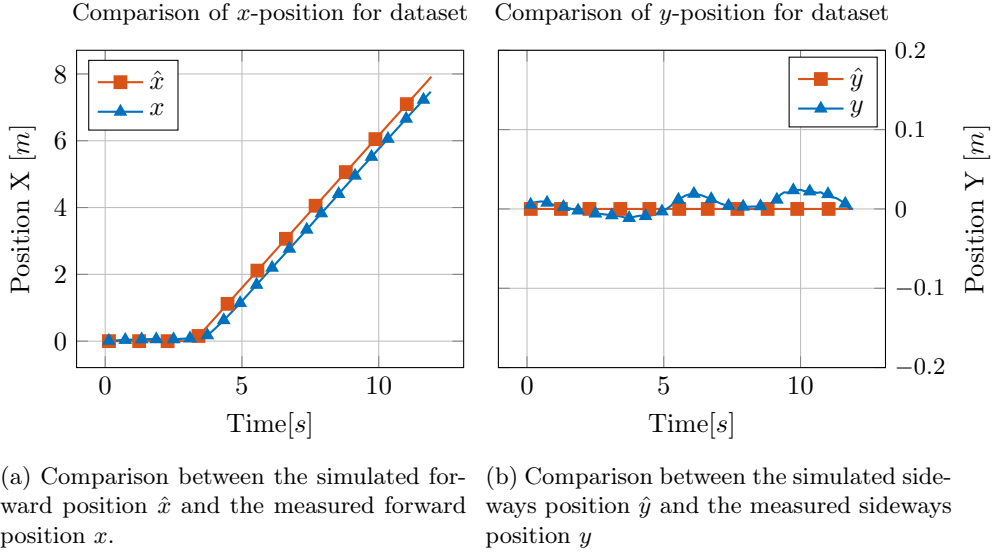 Comparison of x-position for dataset
8
6
4
2
0
Position X [m]
x̂
x
0 5 10
Time[s]
(a) Comparison between the simulated for-
ward position x̂ and the measured forward
position x.
Comparison of y-position for dataset
ŷ
y
0.2
0.1
0
−0.1
−0.2
Position Y [m]
0 5 10
Time[s]
(b) Comparison between the simulated side-
ways position ŷ and the measured sideways
position y